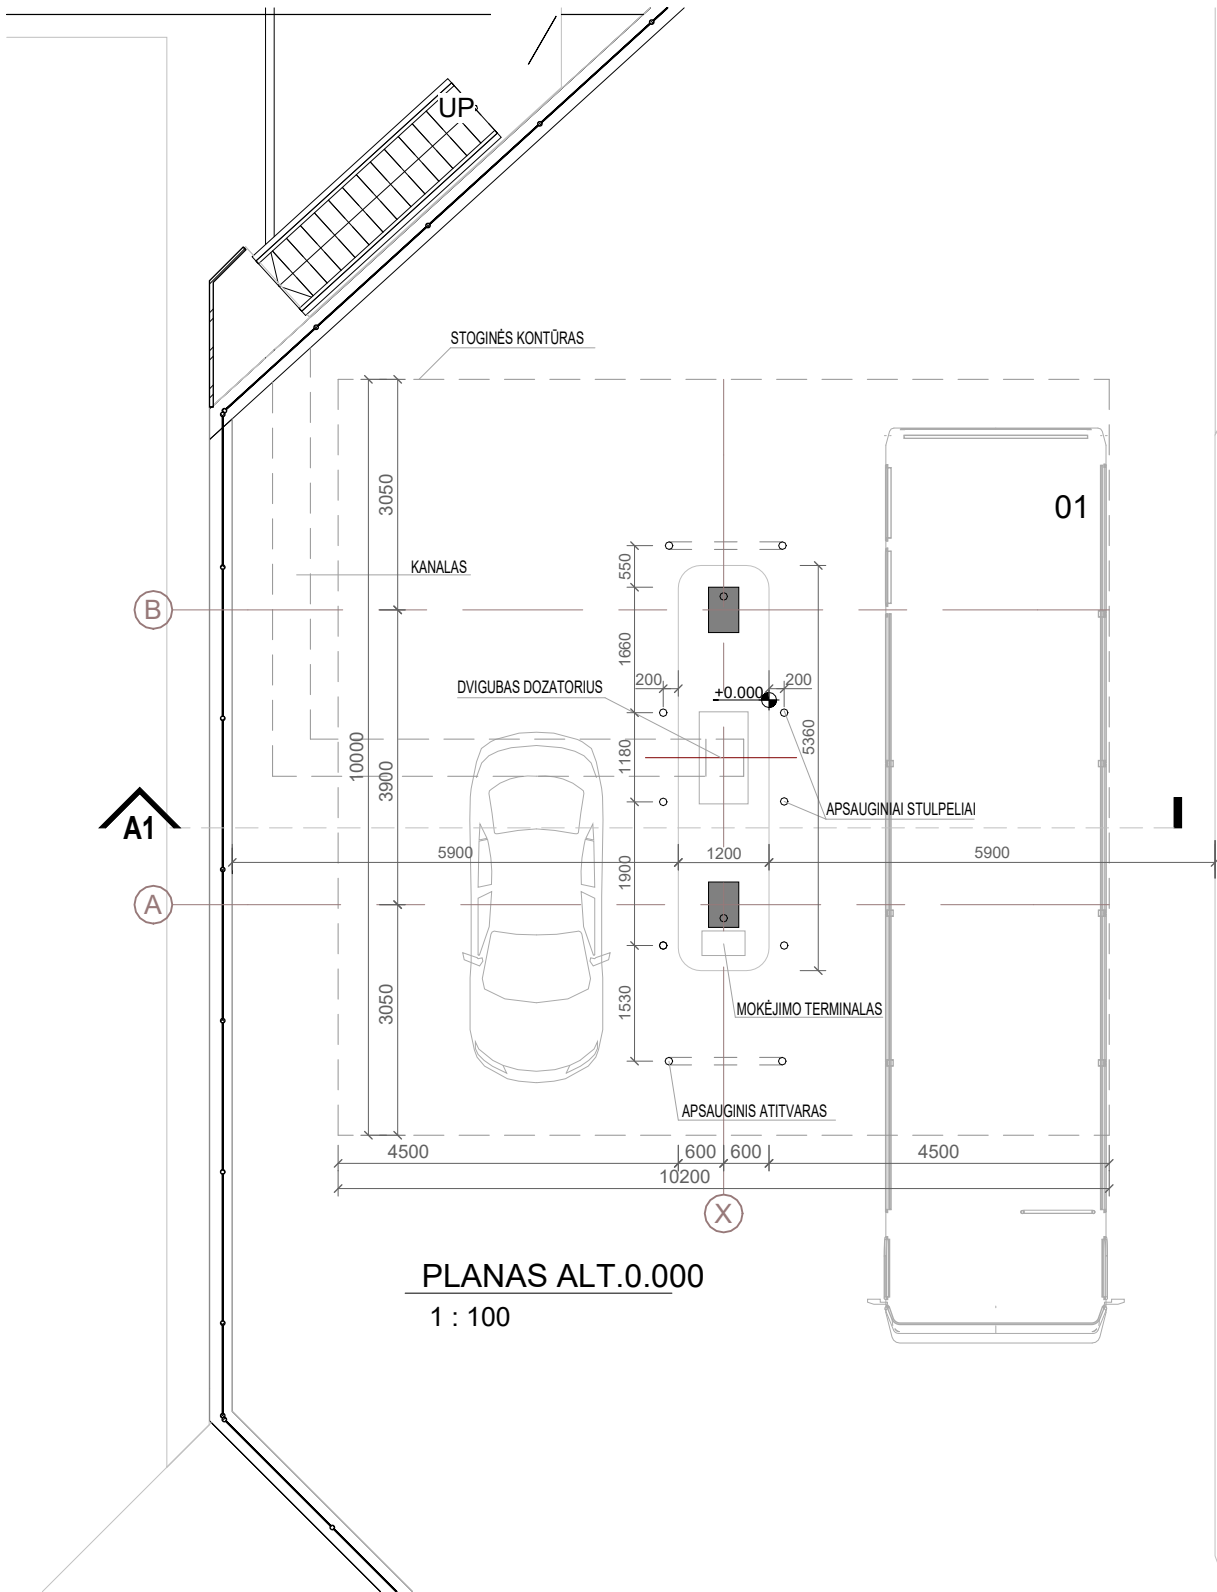 UP
STOGINĖS KONTŪRAS
3050
01
550
KANALAS
B
1660
200
200
DVIGUBAS DOZATORIUS
+0.000
10000
3900
1180
5360
A1
APSAUGINIAI STULPELIAI
5900
1200
5900
1900
A
3050
1530
MOKĖJIMO TERMINALAS
APSAUGINIS ATITVARAS
4500
600
600
4500
10200
X
PLANAS ALT.0.000
1 : 100